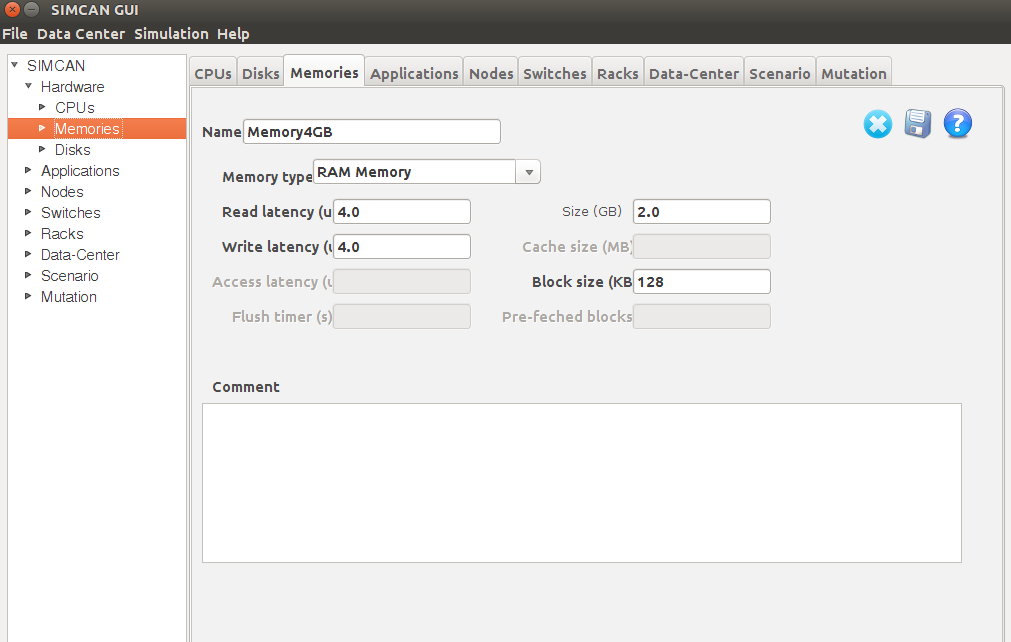 SIMCAN GUI
File Data Center Simulation Help
SIMCAN
Hardware
CPUs
Memories
Disks
Applications
Nodes
Switches
Racks
Data-Center
Scenario
Mutation
CPUs Disks Memories Applications Nodes Switches Racks Data-Center Scenario Mutation
Name Memory4GB
Memory type RAM Memory
Read latency (u 4.0 Size (GB) 2.0
Write latency (u 4.0 Cache size (MB)
Access latency (u Block size (KB 128
Flush timer (s) Pre-feched blocks
Comment